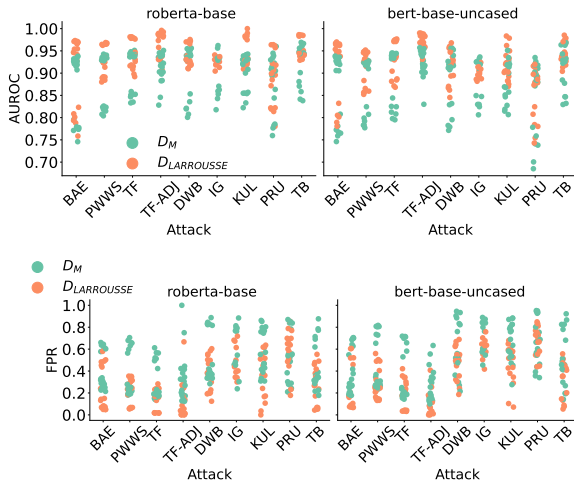 roberta-base bert-base-uncased
1.00
0.95
0.90
0.85
0.80
0.75
0.70
AUROC
D_M
D_LARROUSSE
BAE PWWS TF TF-ADJ DWB IG KUL PRU TB BAE PWWS TF TF-ADJ DWB IG KUL PRU TB
Attack Attack
D_M
D_LARROUSSE
roberta-base bert-base-uncased
1.0
0.8
0.6
0.4
0.2
0.0
FPR
BAE PWWS TF TF-ADJ DWB IG KUL PRU TB BAE PWWS TF TF-ADJ DWB IG KUL PRU TB
Attack Attack